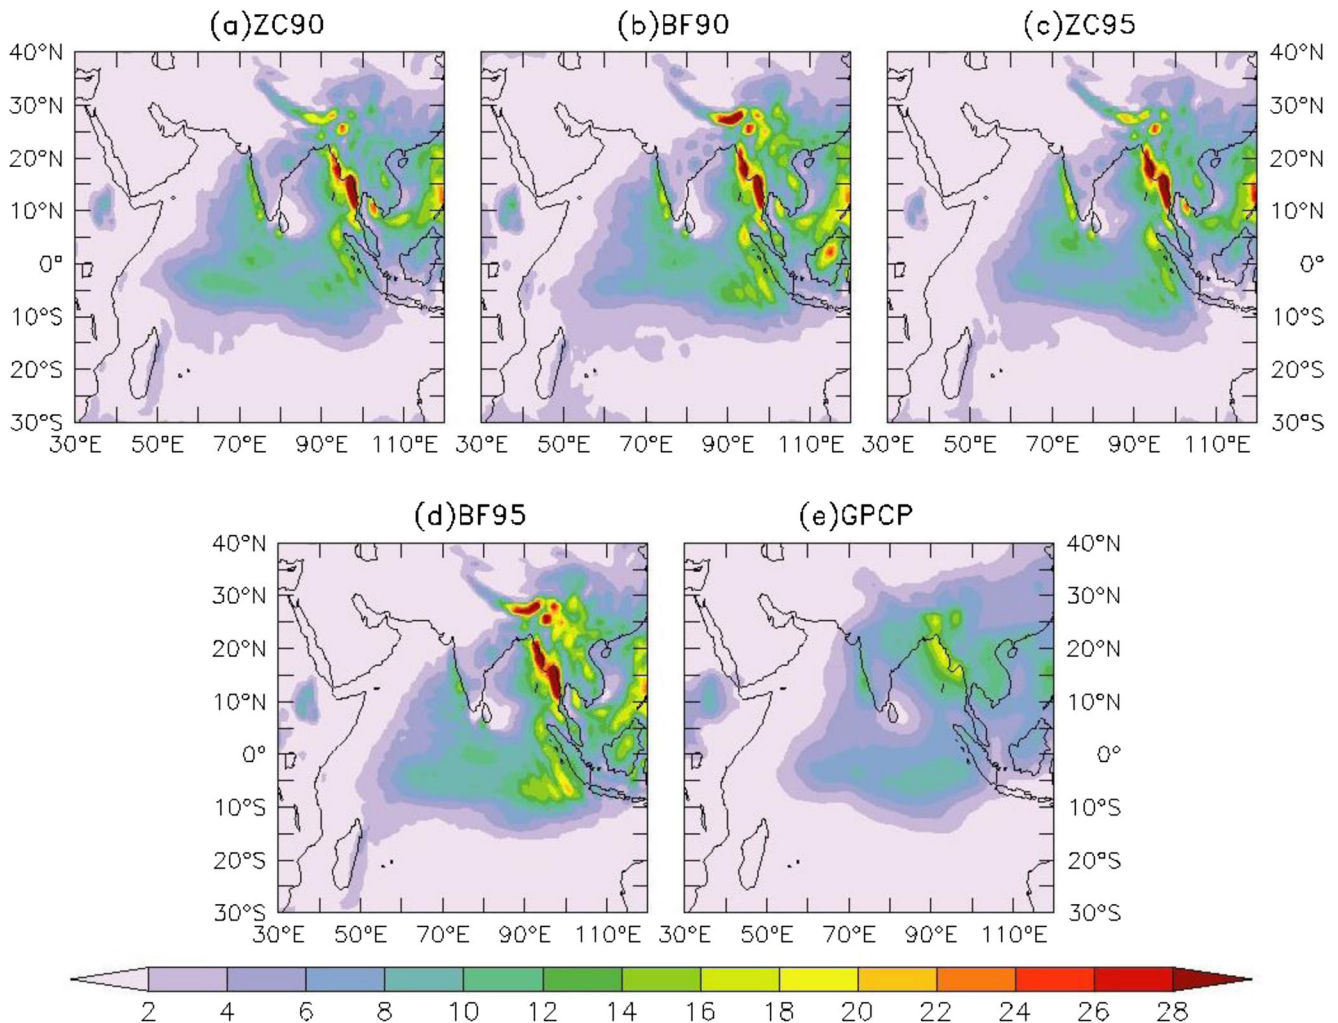 (a)ZC90 (b)BF90 (c)ZC95
40°N 40°N
30°N 30°N
20°N 20°N
10°N 10°N
0° 0°
10°S 10°S
20°S 20°S
30°S 30°S
30°E 50°E 70°E 90°E 110°E 30°E 50°E 70°E 90°E 110°E 30°E 50°E 70°E 90°E 110°E
(d)BF95 (e)GPCP
40°N 40°N
30°N 30°N
20°N 20°N
10°N 10°N
0° 0°
10°S 10°S
20°S 20°S
30°S 30°S
30°E 50°E 70°E 90°E 110°E 30°E 50°E 70°E 90°E 110°E
2 4 6 8 10 12 14 16 18 20 22 24 26 28